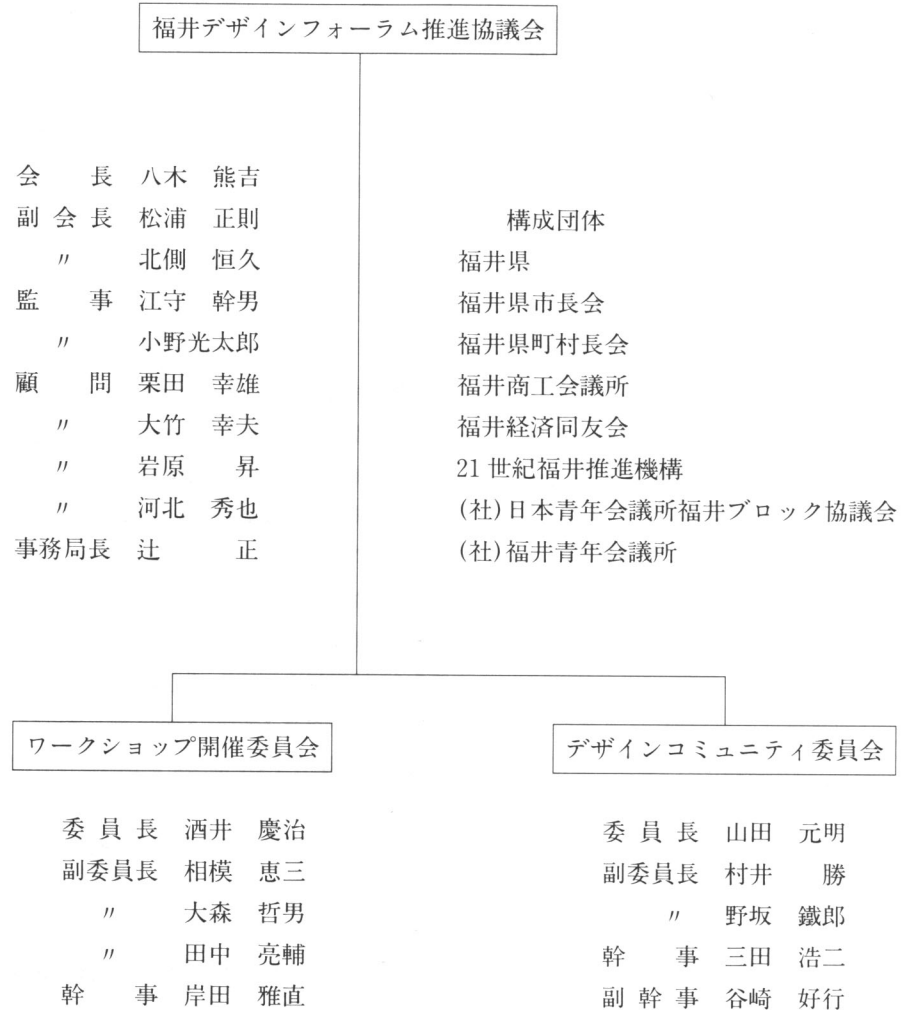 福井デザインフォーラム推進協議会
会　　長　八木　熊吉
副 会 長　松浦　正則
〃　北側　恒久
監　　事　江守　幹男
〃　小野光太郎
顧　　問　栗田　幸雄
〃　大竹　幸夫
〃　岩原　　昇
〃　河北　秀也
事務局長　辻　　　正
構成団体
福井県
福井県市長会
福井県町村長会
福井商工会議所
福井経済同友会
21世紀福井推進機構
(社)日本青年会議所福井ブロック協議会
(社)福井青年会議所
ワークショップ開催委員会
委 員 長　酒井　慶治
副委員長　相模　恵三
〃　大森　哲男
〃　田中　亮輔
幹　　事　岸田　雅直
デザインコミュニティ委員会
委 員 長　山田　元明
副委員長　村井　　勝
〃　野坂　鐵郎
幹　　事　三田　浩二
副 幹 事　谷崎　好行